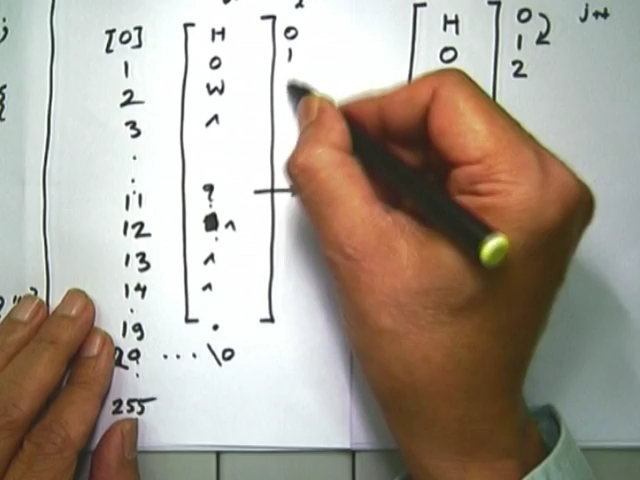 [0] H 0
1 O 1
2 W
3 ^
.
.
11 ?
12 ^
13 ^
14 ^
.
19 .
29 ... \0
:
255
H 0 j++
O 1
2